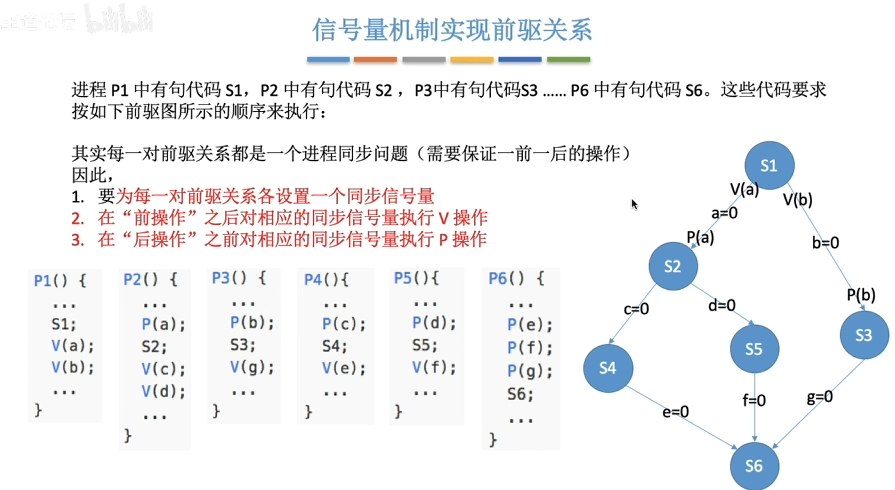 bilibili
信号量机制实现前驱关系
进程 P1 中有句代码 S1，P2 中有句代码 S2 ，P3中有句代码S3 …… P6 中有句代码 S6。这些代码要求
按如下前驱图所示的顺序来执行：
其实每一对前驱关系都是一个进程同步问题（需要保证一前一后的操作）
因此，
1. 要为每一对前驱关系各设置一个同步信号量
2. 在“前操作”之后对相应的同步信号量执行 V 操作
3. 在“后操作”之前对相应的同步信号量执行 P 操作
P1() {
...
S1;
V(a);
V(b);
...
}
P2() {
...
P(a);
S2;
V(c);
V(d);
...
}
P3() {
...
P(b);
S3;
V(g);
...
}
P4(){
...
P(c);
S4;
V(e);
...
}
P5(){
...
P(d);
S5;
V(f);
...
}
P6() {
...
P(e);
P(f);
P(g);
S6;
...
}
S1
V(a)
V(b)
a=0
b=0
P(a)
S2
P(b)
c=0
d=0
S3
S4
S5
e=0
f=0
g=0
S6